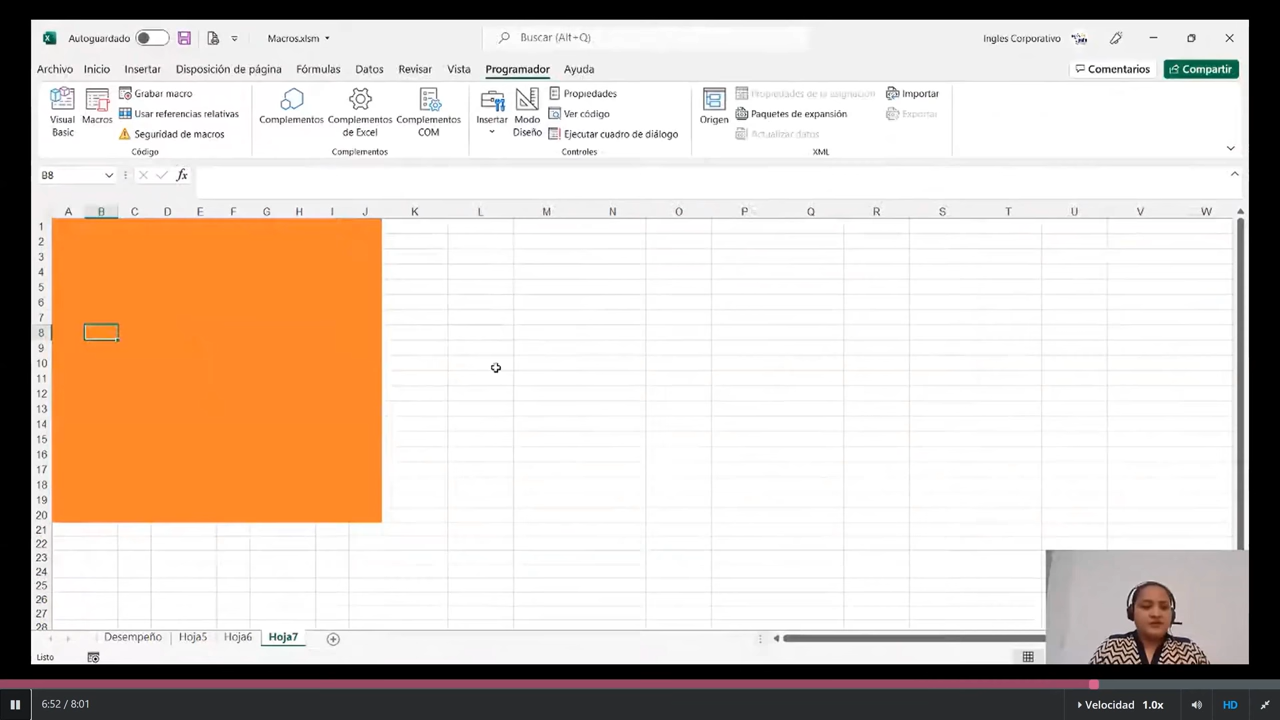 Autoguardado Macros.xlsm Buscar (Alt+Q) Ingles Corporativo
Archivo Inicio Insertar Disposición de página Fórmulas Datos Revisar Vista Programador Ayuda Comentarios Compartir
Visual Basic
Macros
Grabar macro
Usar referencias relativas
Seguridad de macros
Código
Complementos
Complementos de Excel
Complementos COM
Complementos
Insertar
Modo Diseño
Propiedades
Ver código
Ejecutar cuadro de diálogo
Controles
Origen
Propiedades de la asignación
Paquetes de expansión
Actualizar datos
Importar
Exportar
XML
B8 fx
A B C D E F G H I J K L M N O P Q R S T U V W
1
2
3
4
5
6
7
8
9
10
11
12
13
14
15
16
17
18
19
20
21
22
23
24
25
26
27
28
Desempeño Hoja5 Hoja6 Hoja7
Listo
6:52 / 8:01 Velocidad 1.0x HD